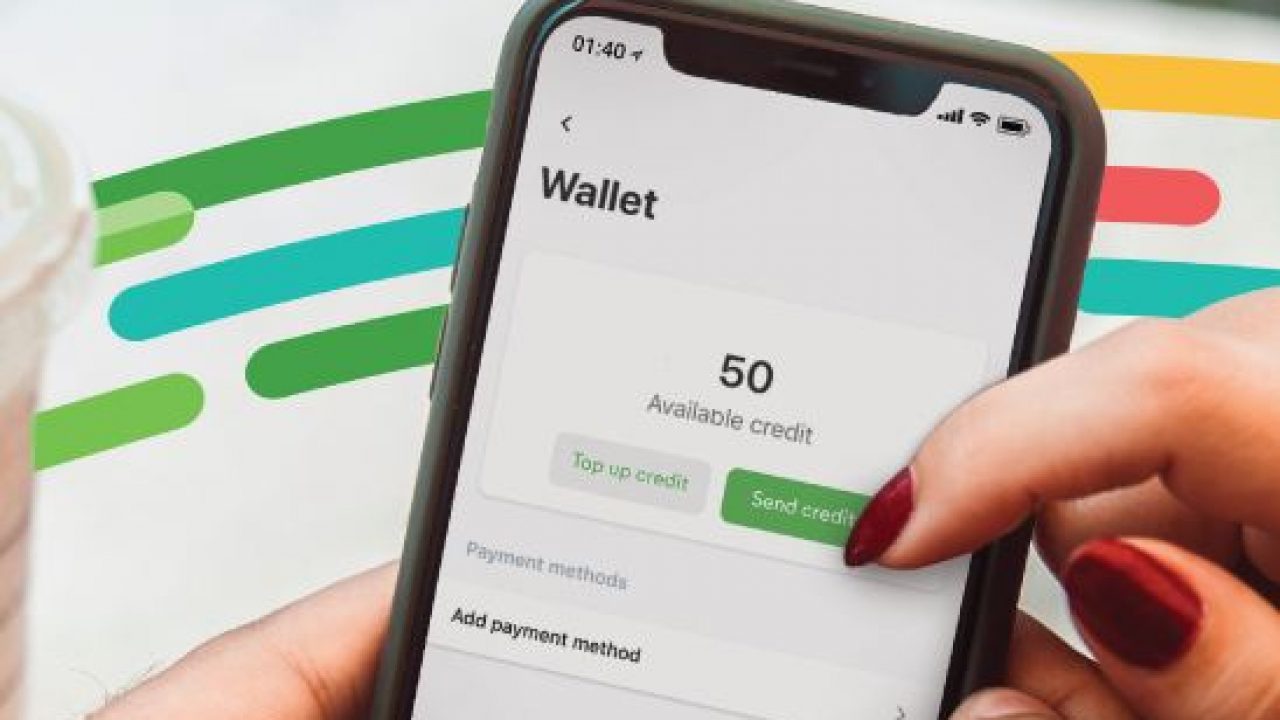 01:40
Wallet
50
Available credit
Top up credit
Send credit
Payment methods
Add payment method